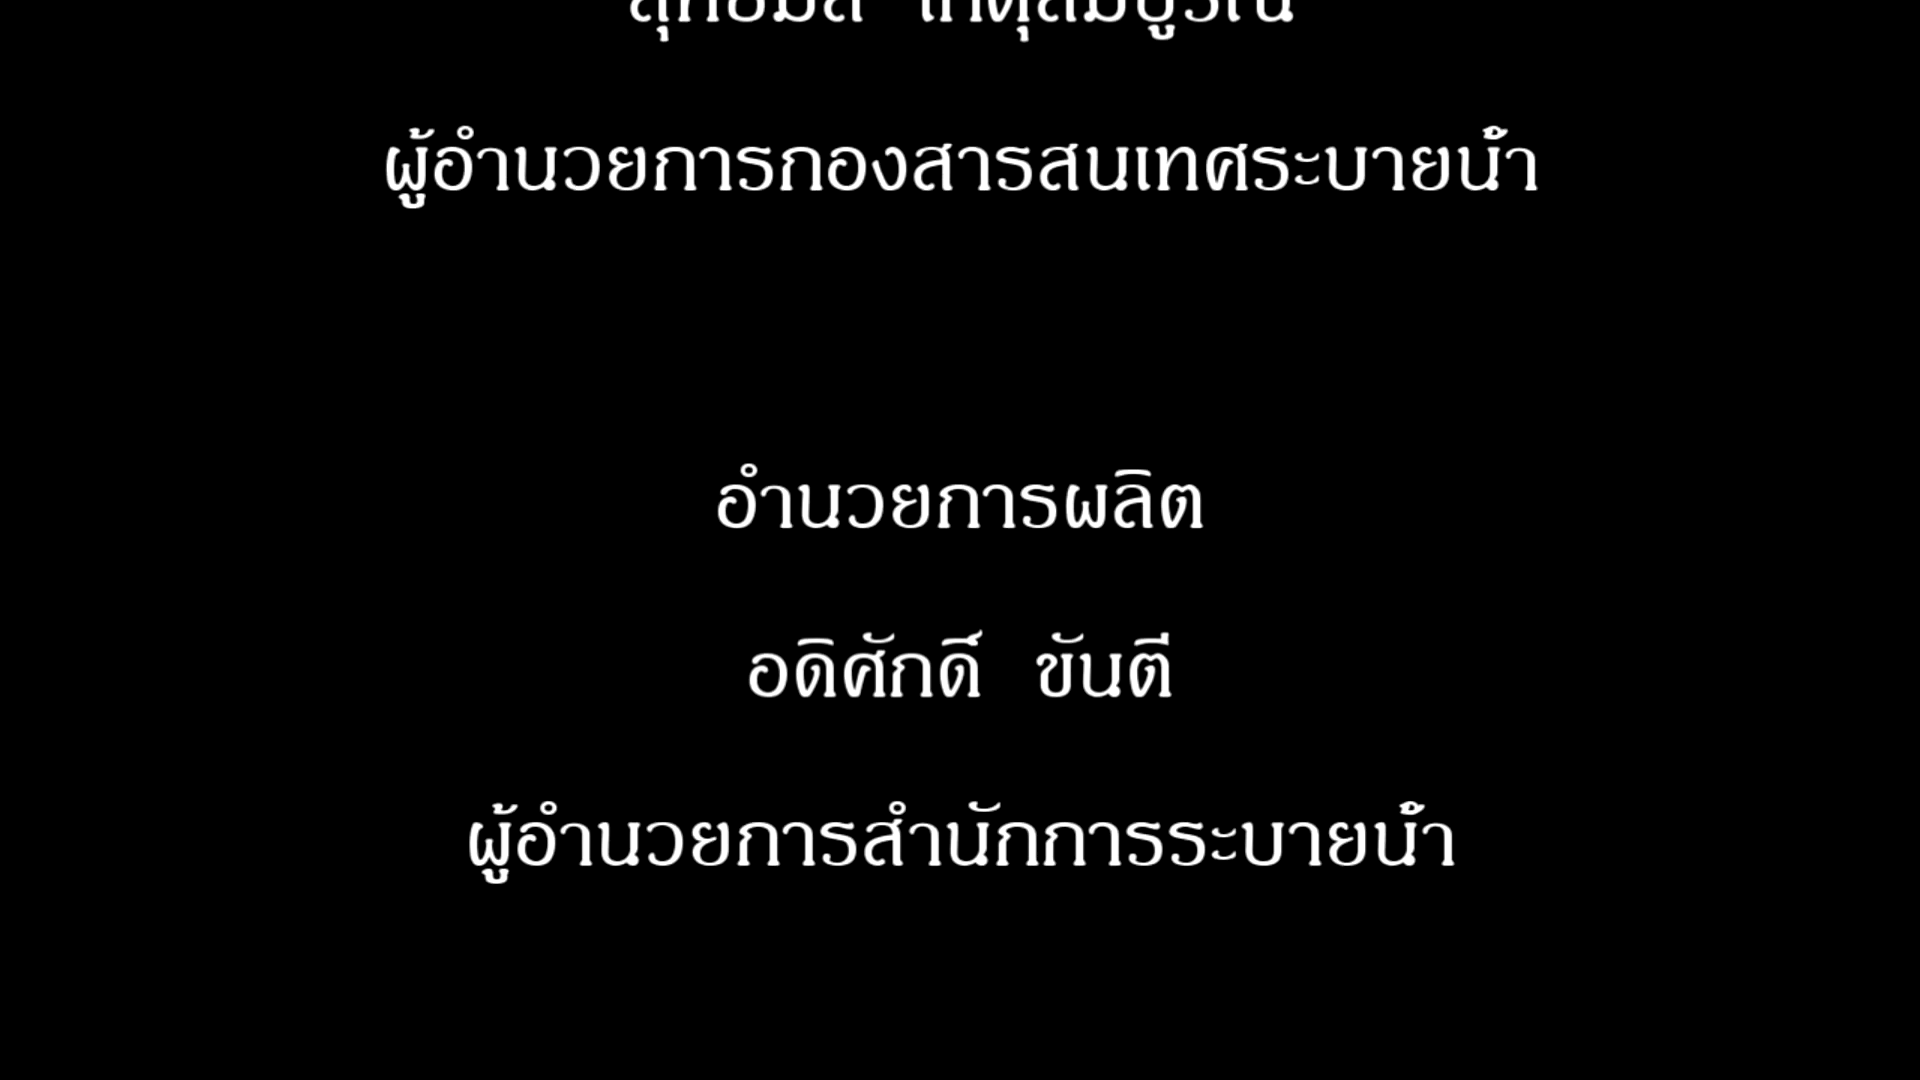 ผู้อำนวยการกองสารสนเทศระบายน้ำ
อำนวยการผลิต
อดิศักดิ์ ขันตี
ผู้อำนวยการสำนักการระบายน้ำ